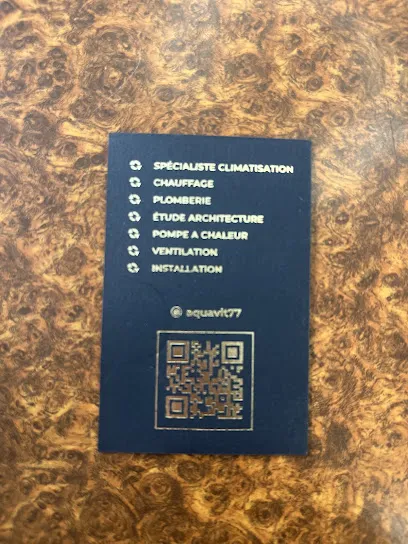 SPÉCIALISTE CLIMATISATION
CHAUFFAGE
PLOMBERIE
ÉTUDE ARCHITECTURE
POMPE A CHALEUR
VENTILATION
INSTALLATION
@ aquavit77